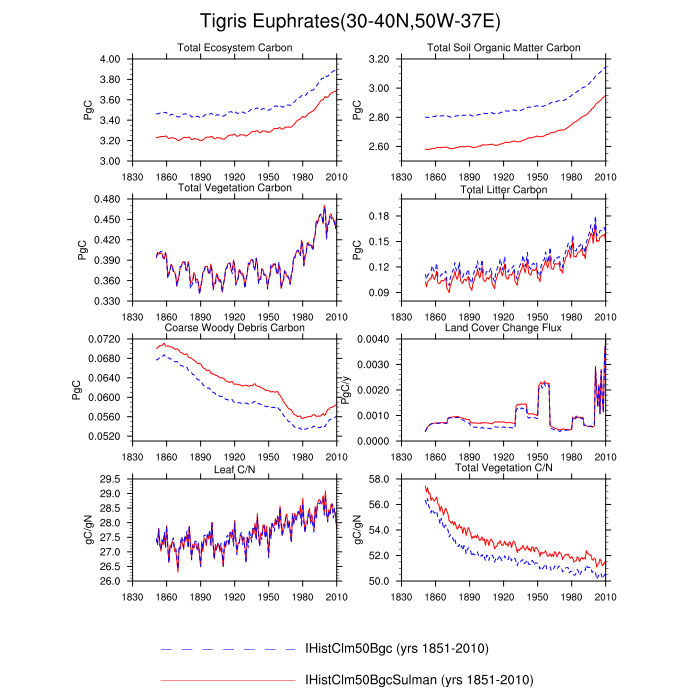 Tigris Euphrates(30-40N,50W-37E)
Total Ecosystem Carbon
PgC
4.00
3.80
3.60
3.40
3.20
3.00
1830 1860 1890 1920 1950 1980 2010
Total Soil Organic Matter Carbon
PgC
3.20
3.00
2.80
2.60
1830 1860 1890 1920 1950 1980 2010
Total Vegetation Carbon
PgC
0.480
0.450
0.420
0.390
0.360
0.330
1830 1860 1890 1920 1950 1980 2010
Total Litter Carbon
PgC
0.18
0.15
0.12
0.09
1830 1860 1890 1920 1950 1980 2010
Coarse Woody Debris Carbon
PgC
0.0720
0.0680
0.0640
0.0600
0.0560
0.0520
1830 1860 1890 1920 1950 1980 2010
Land Cover Change Flux
PgC/y
0.0040
0.0030
0.0020
0.0010
0.0000
1830 1860 1890 1920 1950 1980 2010
Leaf C/N
gC/gN
29.5
29.0
28.5
28.0
27.5
27.0
26.5
26.0
1830 1860 1890 1920 1950 1980 2010
Total Vegetation C/N
gC/gN
58.0
56.0
54.0
52.0
50.0
1830 1860 1890 1920 1950 1980 2010
IHistClm50Bgc (yrs 1851-2010)
IHistClm50BgcSulman (yrs 1851-2010)